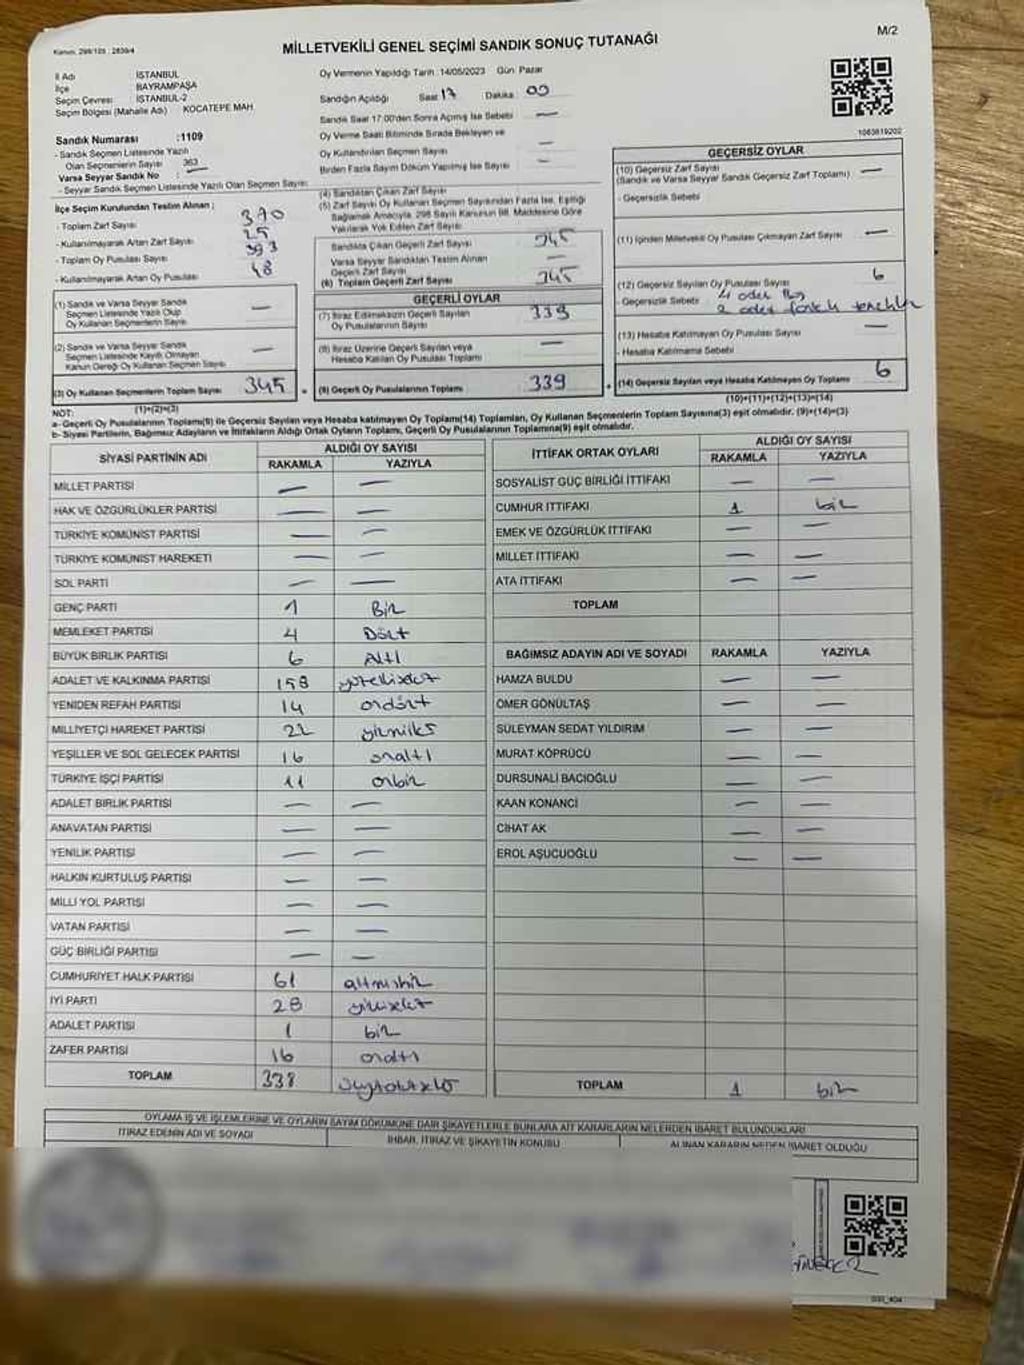 M/2
Kanun: 298/105 ; 2839/4
MİLLETVEKİLİ GENEL SEÇİMİ SANDIK SONUÇ TUTANAĞI
İl Adı İSTANBUL
İlçe BAYRAMPAŞA
Seçim Çevresi İSTANBUL-2
Seçim Bölgesi (Mahalle Adı) KOCATEPE MAH.
Sandık Numarası :1109
- Sandık Seçmen Listesinde Yazılı
Olan Seçmenlerin Sayısı 363
Varsa Seyyar Sandık No
- Seyyar Sandık Seçmen Listesinde Yazılı Olan Seçmen Sayısı
İlçe Seçim Kurulundan Teslim Alınan ;
- Toplam Zarf Sayısı 370
- Kullanılmayarak Artan Zarf Sayısı 25
- Toplam Oy Pusulası Sayısı 393
- Kullanılmayarak Artan Oy Pusulası 48
(1) Sandık ve Varsa Seyyar Sandık
Seçmen Listesinde Yazılı Olup
Oy Kullanan Seçmenlerin Sayısı —
(2) Sandık ve Varsa Seyyar Sandık
Seçmen Listesinde Kayıtlı Olmayan
Kanun Gereği Oy Kullanan Seçmen Sayısı —
(3) Oy Kullanan Seçmenlerin Toplam Sayısı 345
(1)+(2)=(3)
Oy Vermenin Yapıldığı Tarih :14/05/2023 Gün Pazar
Sandığın Açıldığı Saat 17 Dakika 00
Sandık Saat 17:00'den Sonra Açılmış İse Sebebi —
Oy Verme Saati Bitiminde Sırada Bekleyen ve
Oy Kullandırılan Seçmen Sayısı —
Birden Fazla Sayım Döküm Yapılmış İse Sayısı —
(4) Sandıktan Çıkan Zarf Sayısı
(5) Zarf Sayısı Oy Kullanan Seçmen Sayısından Fazla İse, Eşitliği
Sağlamak Amacıyla, 298 Sayılı Kanunun 98. Maddesine Göre
Yakılarak Yok Edilen Zarf Sayısı
Sandıkta Çıkan Geçerli Zarf Sayısı 345
Varsa Seyyar Sandıktan Teslim Alınan
Geçerli Zarf Sayısı —
(6) Toplam Geçerli Zarf Sayısı 345
GEÇERLİ OYLAR
(7) İtiraz Edilmeksizin Geçerli Sayılan
Oy Pusulalarının Sayısı 339
(8) İtiraz Üzerine Geçerli Sayılan veya
Hesaba Katılan Oy Pusulası Toplamı —
(9) Geçerli Oy Pusulalarının Toplamı 339
1083619202
GEÇERSİZ OYLAR
(10) Geçersiz Zarf Sayısı
(Sandık ve Varsa Seyyar Sandık Geçersiz Zarf Toplamı) —
- Geçersizlik Sebebi
(11) İçinden Milletvekili Oy Pusulası Çıkmayan Zarf Sayısı —
(12) Geçersiz Sayılan Oy Pusulası Sayısı 6
- Geçersizlik Sebebi 4 adet
2 adet
(13) Hesaba Katılmayan Oy Pusulası Sayısı —
- Hesaba Katılmama Sebebi
(14) Geçersiz Sayılan veya Hesaba Katılmayan Oy Toplamı 6
(10)+(11)+(12)+(13)=(14)
NOT:
a- Geçerli Oy Pusulalarının Toplamı(9) ile Geçersiz Sayılan veya Hesaba katılmayan Oy Toplamı(14) Toplamları, Oy Kullanan Seçmenlerin Toplam Sayısına(3) eşit olmalıdır. (9)+(14)=(3)
b- Siyasi Partilerin, Bağımsız Adayların ve İttifakların Aldığı Ortak Oyların Toplamı, Geçerli Oy Pusulalarının Toplamına(9) eşit olmalıdır.
SİYASİ PARTİNİN ADI ALDIĞI OY SAYISI
RAKAMLA YAZIYLA
MİLLET PARTİSİ — —
HAK VE ÖZGÜRLÜKLER PARTİSİ — —
TÜRKİYE KOMÜNİST PARTİSİ — —
TÜRKİYE KOMÜNİST HAREKETİ — —
SOL PARTİ — —
GENÇ PARTİ 1 Bir
MEMLEKET PARTİSİ 4 Dört
BÜYÜK BİRLİK PARTİSİ 6 Altı
ADALET VE KALKINMA PARTİSİ 158 yüzellisekiz
YENİDEN REFAH PARTİSİ 14 ondört
MİLLİYETÇİ HAREKET PARTİSİ 22 yirmiiki
YEŞİLLER VE SOL GELECEK PARTİSİ 16 onaltı
TÜRKİYE İŞÇİ PARTİSİ 11 onbir
ADALET BİRLİK PARTİSİ — —
ANAVATAN PARTİSİ — —
YENİLİK PARTİSİ — —
HALKIN KURTULUŞ PARTİSİ — —
MİLLİ YOL PARTİSİ — —
VATAN PARTİSİ — —
GÜÇ BİRLİĞİ PARTİSİ — —
CUMHURİYET HALK PARTİSİ 61 altmışbir
İYİ PARTİ 28 yirmisekiz
ADALET PARTİSİ 1 bir
ZAFER PARTİSİ 16 onaltı
TOPLAM 338 üçyüzotuzsekiz
İTTİFAK ORTAK OYLARI ALDIĞI OY SAYISI
RAKAMLA YAZIYLA
SOSYALİST GÜÇ BİRLİĞİ İTTİFAKI — —
CUMHUR İTTİFAKI 1 bir
EMEK VE ÖZGÜRLÜK İTTİFAKI — —
MİLLET İTTİFAKI — —
ATA İTTİFAKI — —
TOPLAM
BAĞIMSIZ ADAYIN ADI VE SOYADI RAKAMLA YAZIYLA
HAMZA BULDU — —
ÖMER GÖNÜLTAŞ — —
SÜLEYMAN SEDAT YILDIRIM — —
MURAT KÖPRÜCÜ — —
DURSUNALİ BACIOĞLU — —
KAAN KONANCİ — —
CİHAT AK — —
EROL AŞUCUOĞLU — —
TOPLAM 1 bir
OYLAMA İŞ VE İŞLEMLERİNE VE OYLARIN SAYIM DÖKÜMÜNE DAİR ŞİKAYETLERLE BUNLARA AİT KARARLARIN NELERDEN İBARET BULUNDUKLARI
İTİRAZ EDENİN ADI VE SOYADI İHBAR, İTİRAZ VE ŞİKAYETİN KONUSU ALINAN KARARIN NEDEN İBARET OLDUĞU